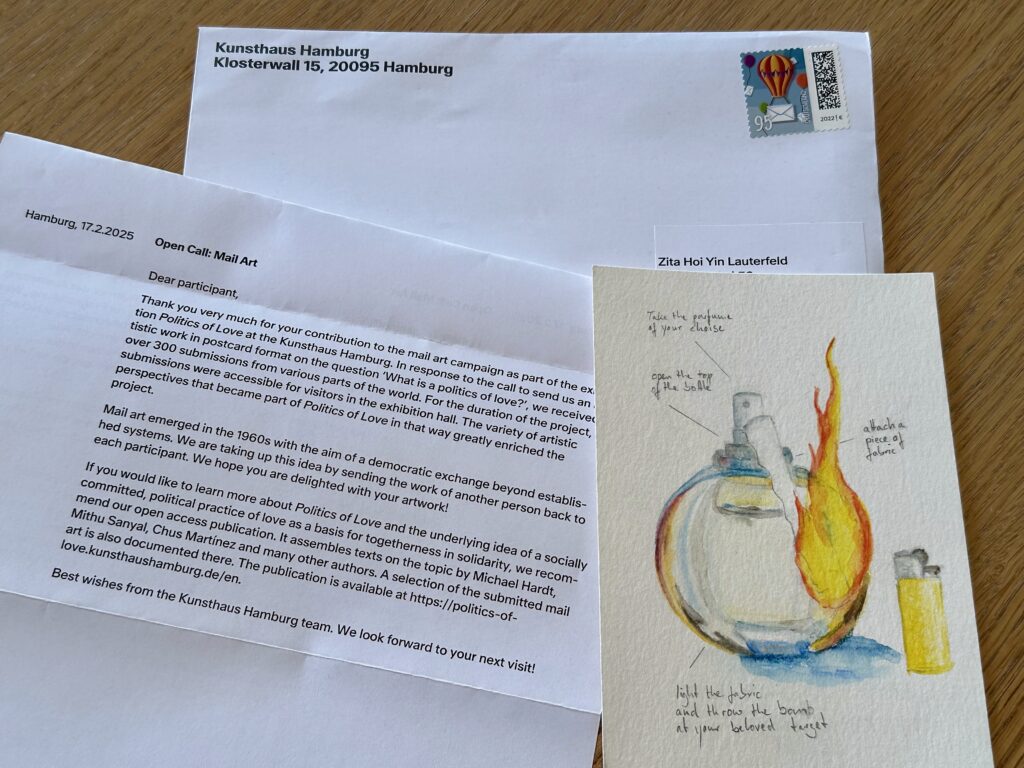 Kunsthaus Hamburg
Klosterwall 15, 20095 Hamburg
95
2022 | €
Zita Hoi Yin Lauterfeld
Hamburg, 17.2.2025
Open Call: Mail Art
Dear participant,
Thank you very much for your contribution to the mail art campaign as part of the
tion Politics of Love at the Kunsthaus Hamburg. In response to the call to send us an
tistic work in postcard format on the question 'What is a politics of love?', we received
over 300 submissions from various parts of the world. For the duration of the project,
submissions were accessible for visitors in the exhibition hall. The variety of artistic
perspectives that became part of Politics of Love in that way greatly enriched the
project.
Mail art emerged in the 1960s with the aim of a democratic exchange beyond establis-
hed systems. We are taking up this idea by sending the work of another person back to
each participant. We hope you are delighted with your artwork!
If you would like to learn more about Politics of Love and the underlying idea of a socially
committed, political practice of love as a basis for togetherness in solidarity, we recom-
mend our open access publication. It assembles texts on the topic by Michael Hardt,
Mithu Sanyal, Chus Martínez and many other authors. A selection of the submitted mail
art is also documented there. The publication is available at https://politics-of-
love.kunsthaushamburg.de/en.
Best wishes from the Kunsthaus Hamburg team. We look forward to your next visit!
Take the parfume
of your choise
open the top
of the bottle
attach a
piece of
fabric
light the fabric
and throw the bomb
at your beloved target